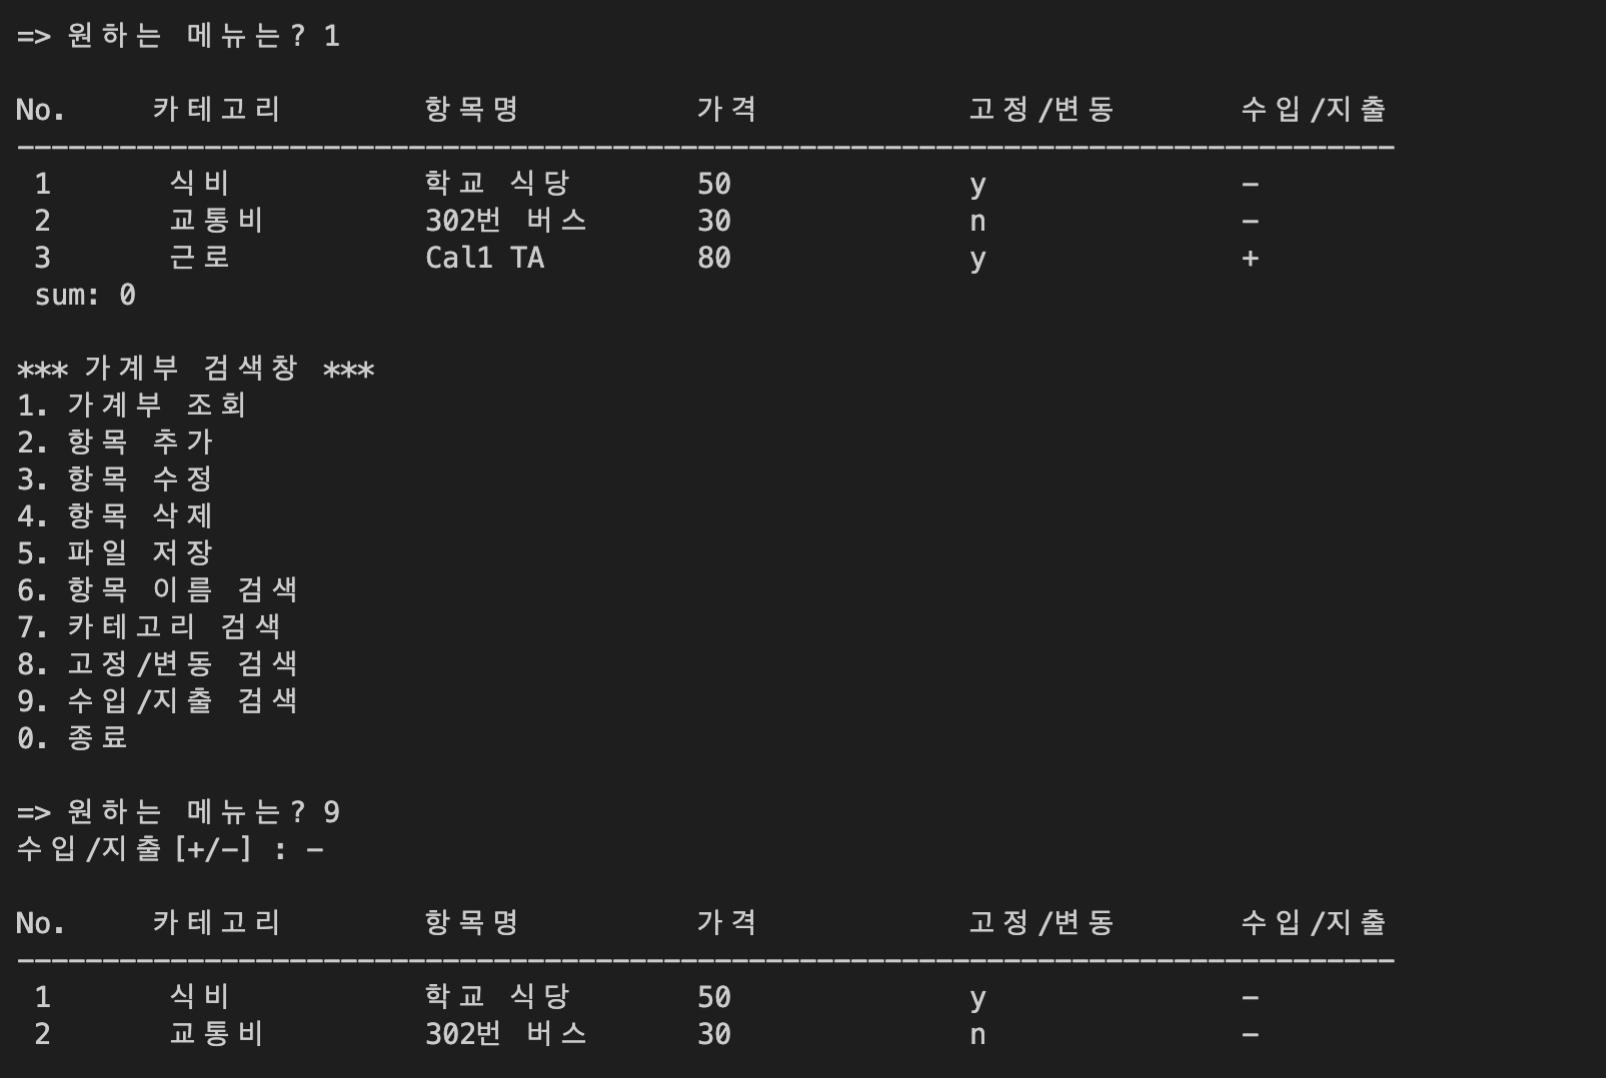 => 원하는 메뉴는? 1
No. 카테고리 항목명 가격 고정/변동 수입/지출
---------------------------------------------------------------------------------
1 식비 학교 식당 50 y -
2 교통비 302번 버스 30 n -
3 근로 Cal1 TA 80 y +
sum: 0
*** 가계부 검색창 ***
1. 가계부 조회
2. 항목 추가
3. 항목 수정
4. 항목 삭제
5. 파일 저장
6. 항목 이름 검색
7. 카테고리 검색
8. 고정/변동 검색
9. 수입/지출 검색
0. 종료
=> 원하는 메뉴는? 9
수입/지출[+/-] : -
No. 카테고리 항목명 가격 고정/변동 수입/지출
---------------------------------------------------------------------------------
1 식비 학교 식당 50 y -
2 교통비 302번 버스 30 n -